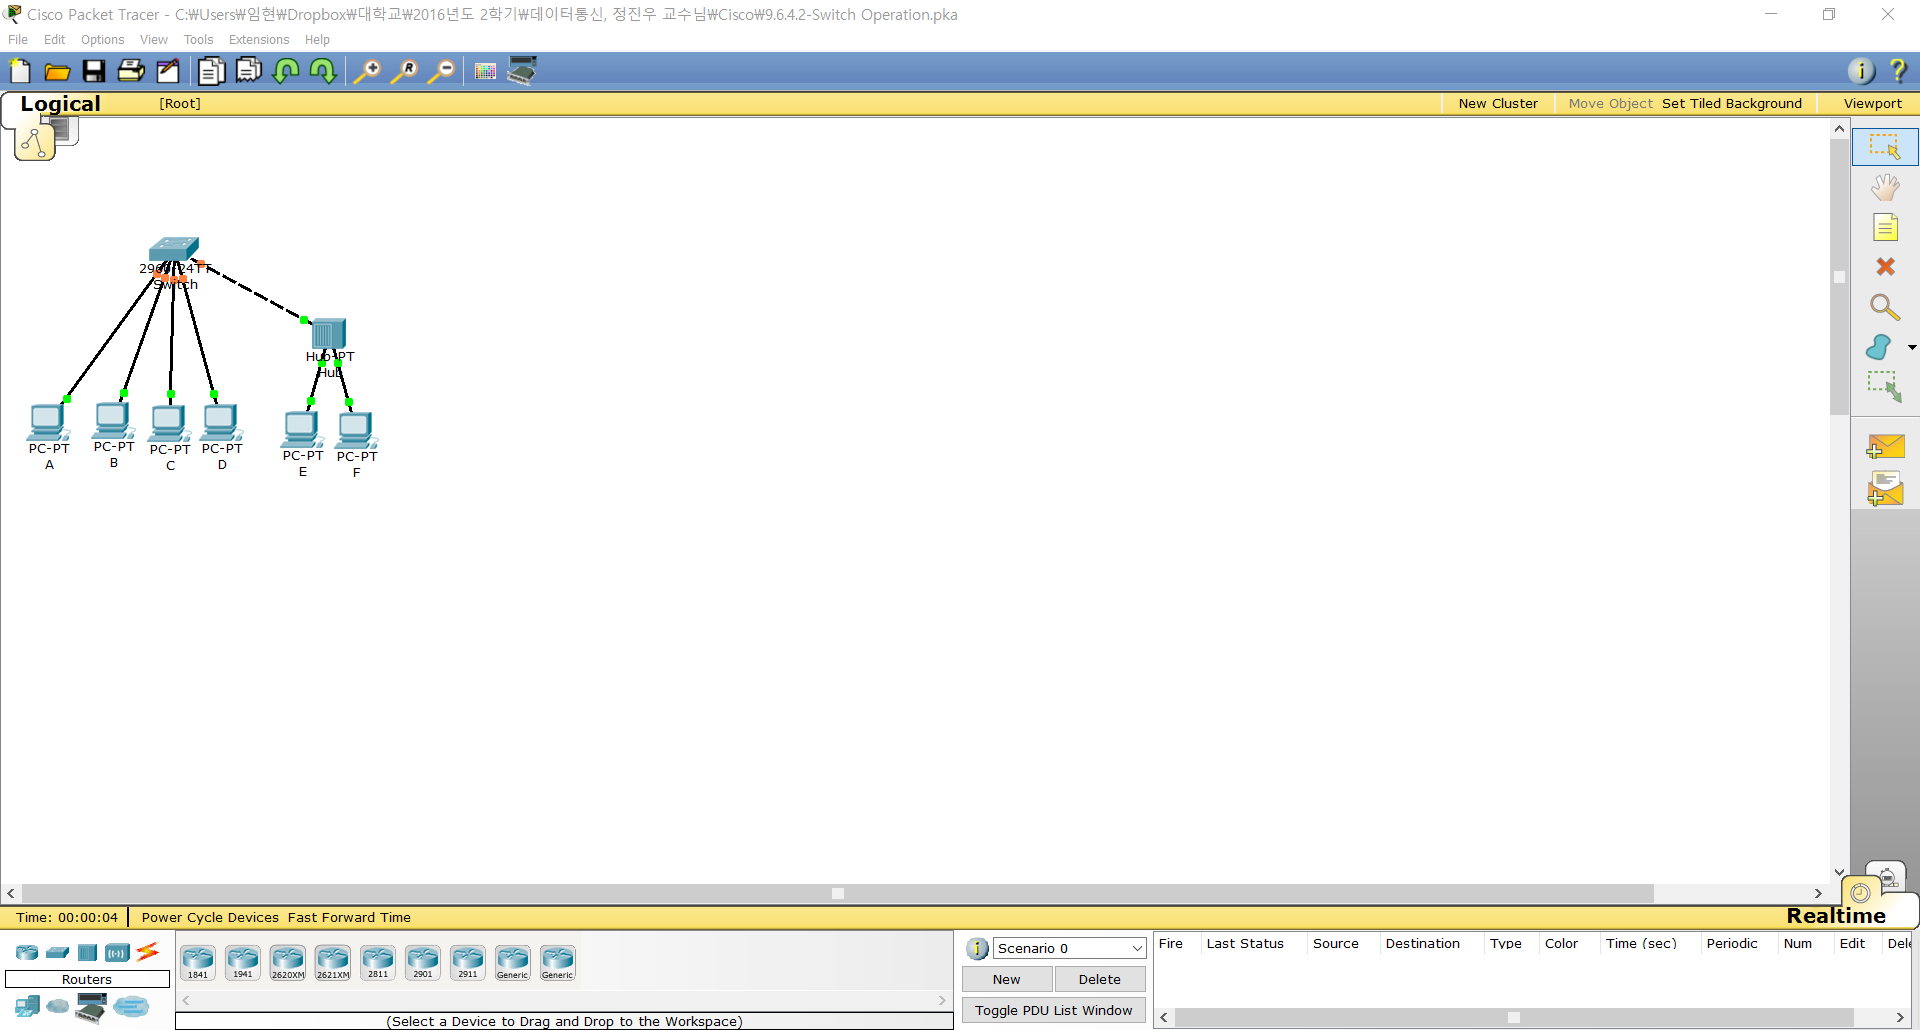 Cisco Packet Tracer - C:₩Users₩임현₩Dropbox₩대학교₩2016년도 2학기₩데이터통신, 정진우 교수님₩Cisco₩9.6.4.2-Switch Operation.pka
File Edit Options View Tools Extensions Help
Logical [Root] New Cluster Move Object Set Tiled Background Viewport
2960-24TT
Switch
Hub-PT
Hub
PC-PT
A
PC-PT
B
PC-PT
C
PC-PT
D
PC-PT
E
PC-PT
F
Time: 00:00:04 Power Cycle Devices Fast Forward Time Realtime
Routers
1841 1941 2620XM 2621XM 2811 2901 2911 Generic Generic
(Select a Device to Drag and Drop to the Workspace)
Scenario 0
New Delete
Toggle PDU List Window
Fire Last Status Source Destination Type Color Time (sec) Periodic Num Edit Dele